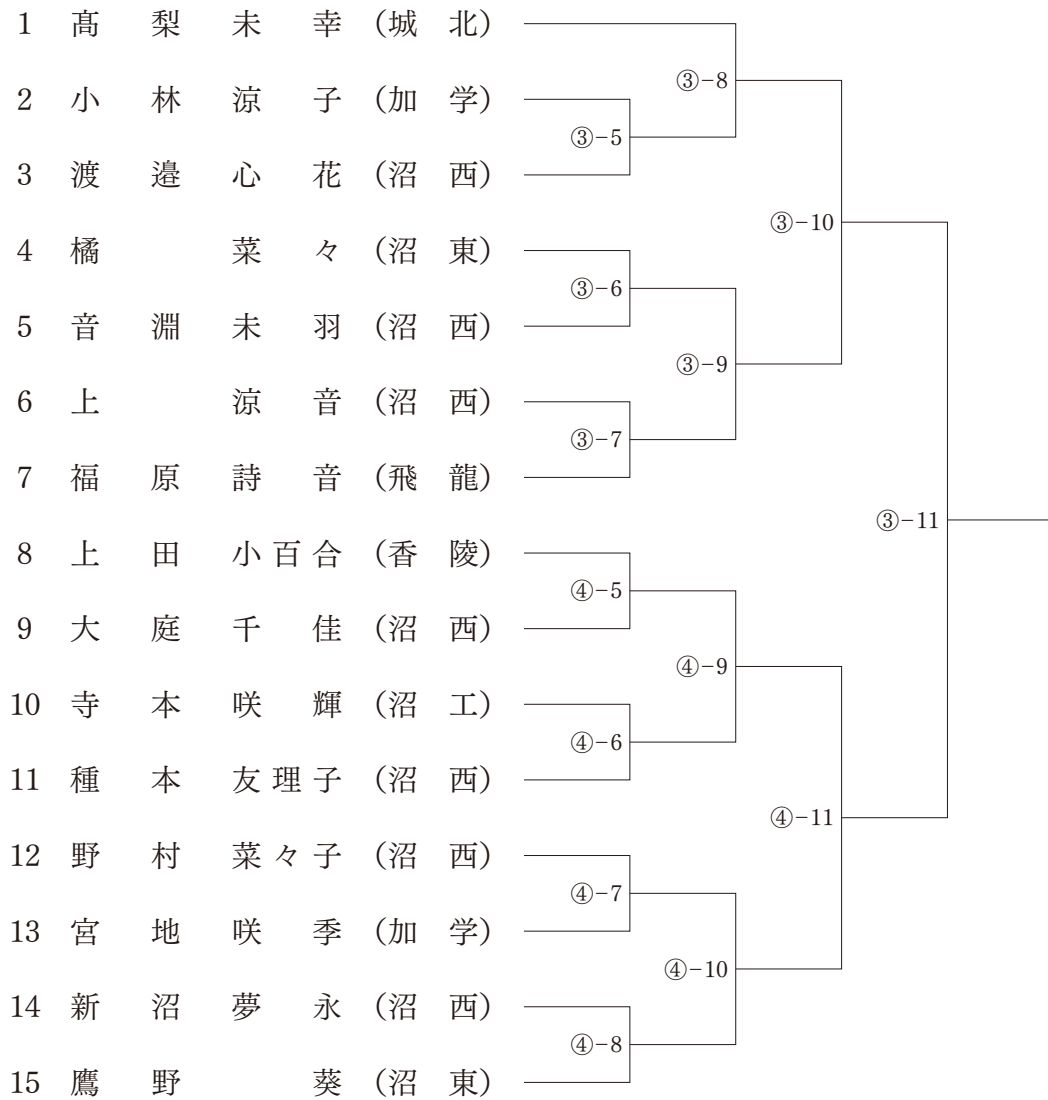 1 髙梨未幸(城北)
③-8
2 小林涼子(加学)
③-5
3 渡邉心花(沼西)
③-10
4 橘菜々(沼東)
③-6
5 音淵未羽(沼西)
③-9
6 上涼音(沼西)
③-7
7 福原詩音(飛龍)
③-11
8 上田小百合(香陵)
④-5
9 大庭千佳(沼西)
④-9
10 寺本咲輝(沼工)
④-6
11 種本友理子(沼西)
④-11
12 野村菜々子(沼西)
④-7
13 宮地咲季(加学)
④-10
14 新沼夢永(沼西)
④-8
15 鷹野葵(沼東)